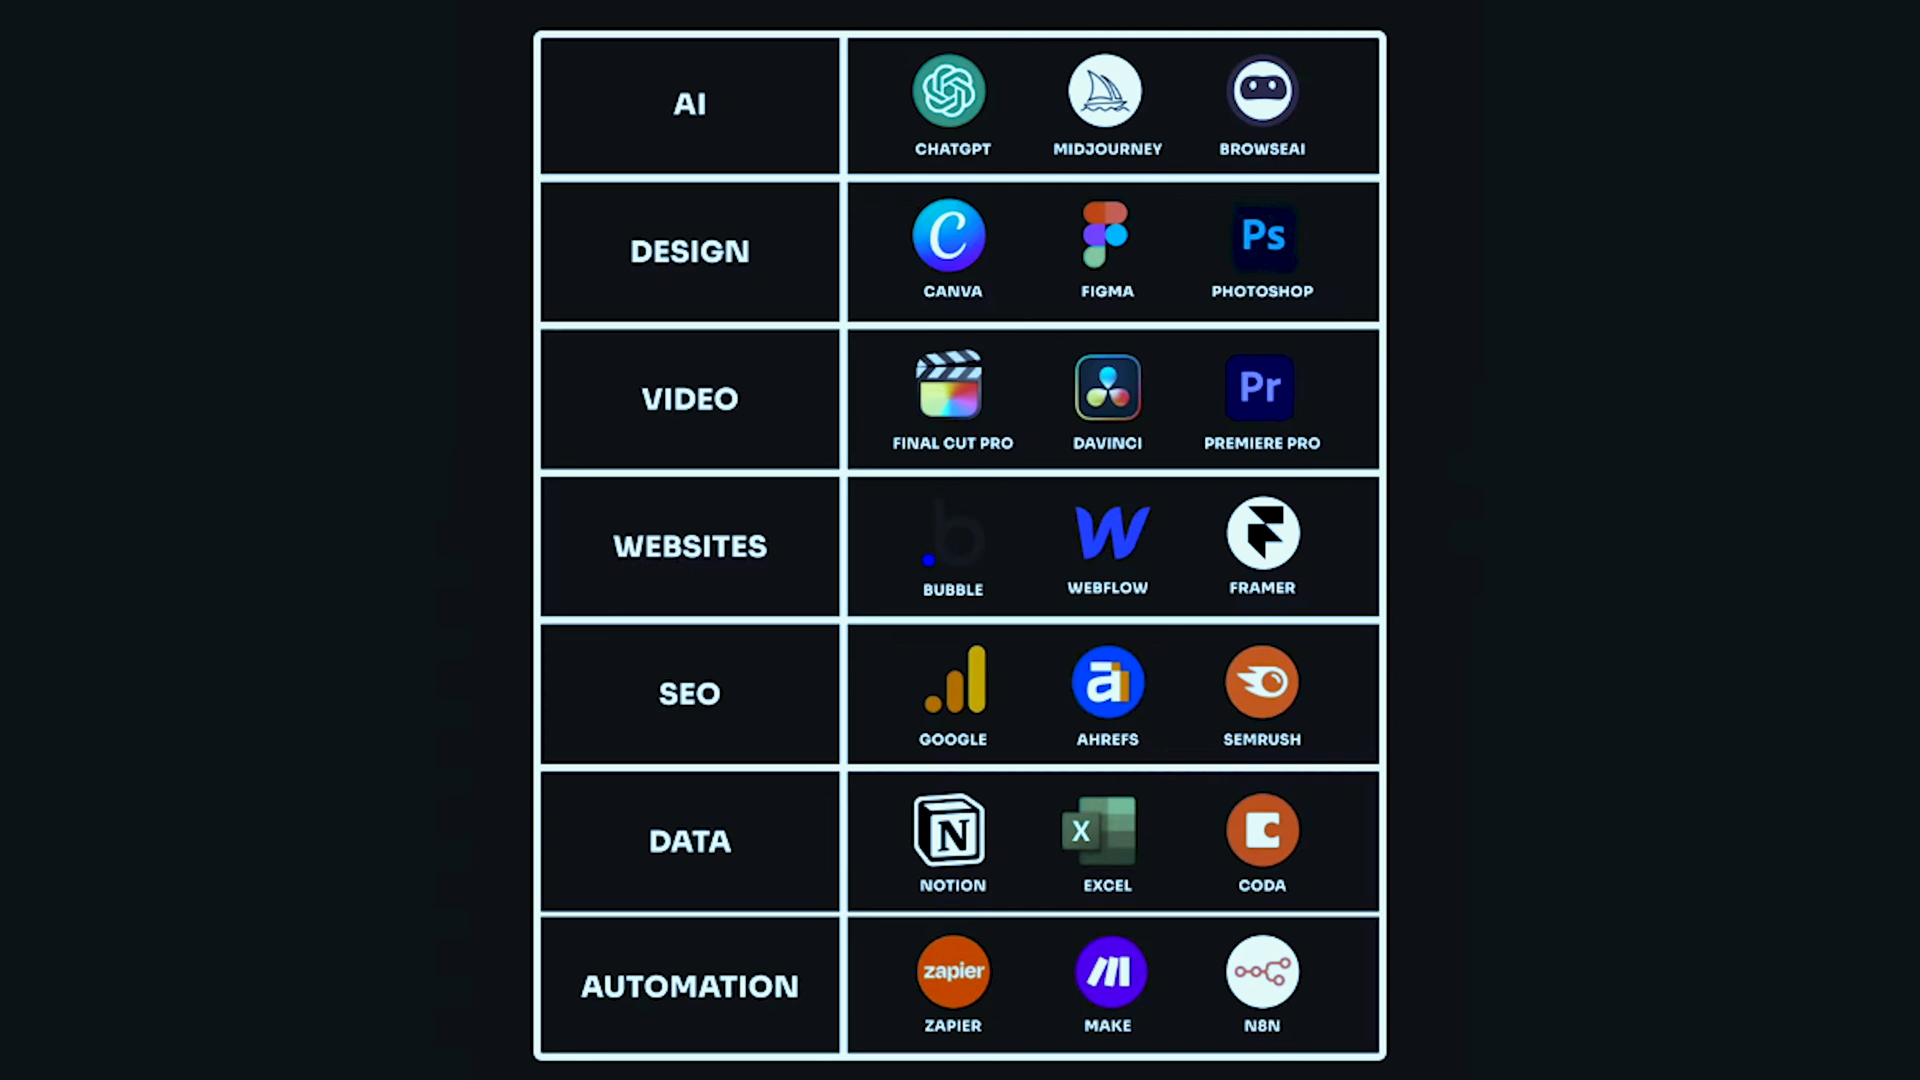 AI
CHATGPT MIDJOURNEY BROWSEAI
DESIGN
C
Ps
CANVA FIGMA PHOTOSHOP
VIDEO
Pr
FINAL CUT PRO DAVINCI PREMIERE PRO
WEBSITES
b W
BUBBLE WEBFLOW FRAMER
SEO
a
GOOGLE AHREFS SEMRUSH
DATA
N X C
NOTION EXCEL CODA
AUTOMATION
zapier
ZAPIER MAKE N8N